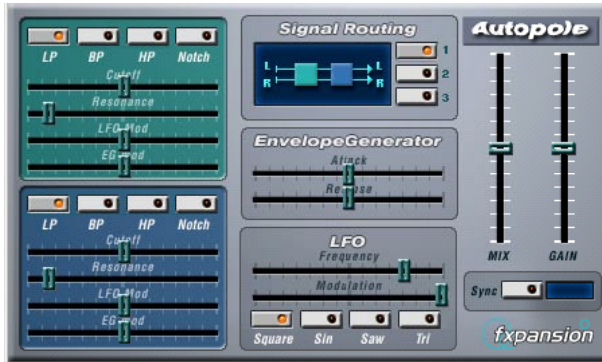 LP BP HP Notch
Cutoff
Resonance
LFO Mod
EG Mod
LP BP HP Notch
Cutoff
Resonance
LFO Mod
EG Mod
Signal Routing
L L
R R
1
2
3
EnvelopeGenerator
Attack
Release
LFO
Frequency
Modulation
Square Sin Saw Tri
Autopole
MIX GAIN
Sync
fxpansion